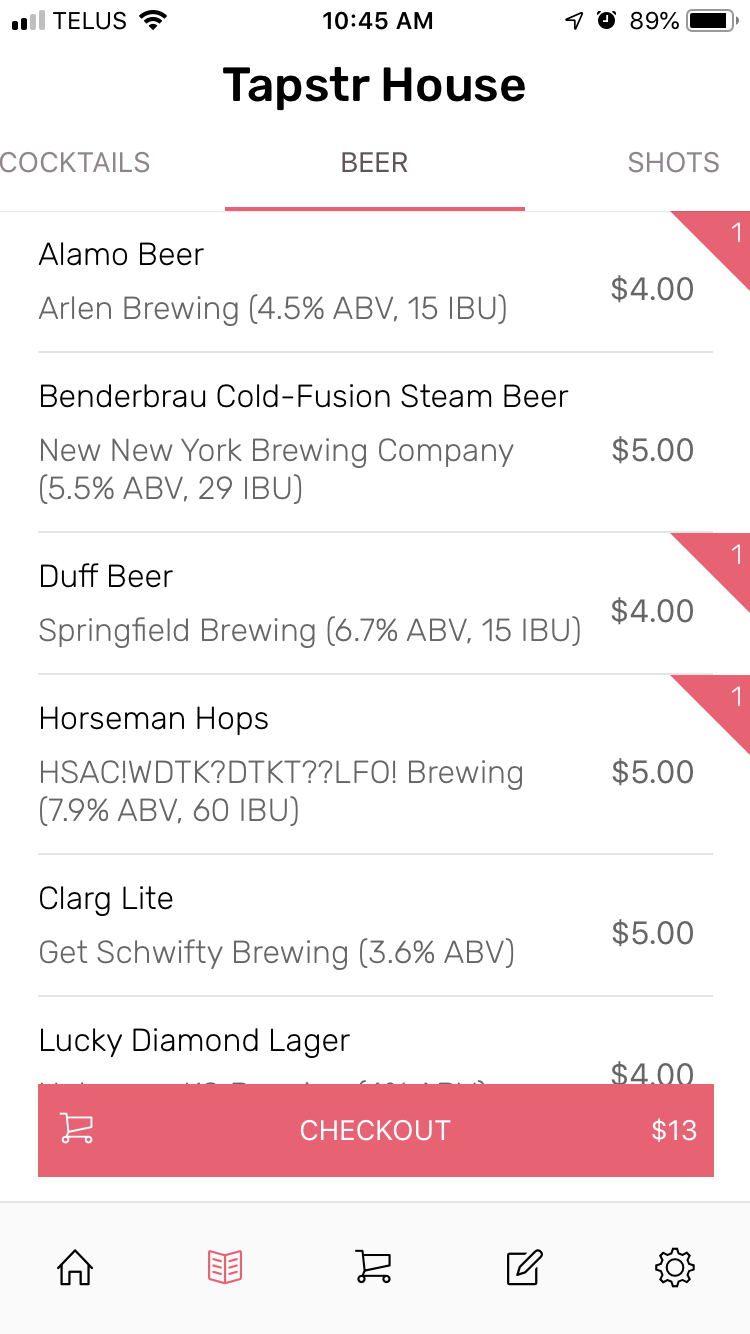 TELUS 10:45 AM 89%
Tapstr House
COCKTAILS BEER SHOTS
1
Alamo Beer
$4.00
Arlen Brewing (4.5% ABV, 15 IBU)
Benderbrau Cold-Fusion Steam Beer
New New York Brewing Company $5.00
(5.5% ABV, 29 IBU)
1
Duff Beer
$4.00
Springfield Brewing (6.7% ABV, 15 IBU)
1
Horseman Hops
HSAC!WDTK?DTKT??LFO! Brewing $5.00
(7.9% ABV, 60 IBU)
Clarg Lite
$5.00
Get Schwifty Brewing (3.6% ABV)
Lucky Diamond Lager
$4.00
CHECKOUT $13